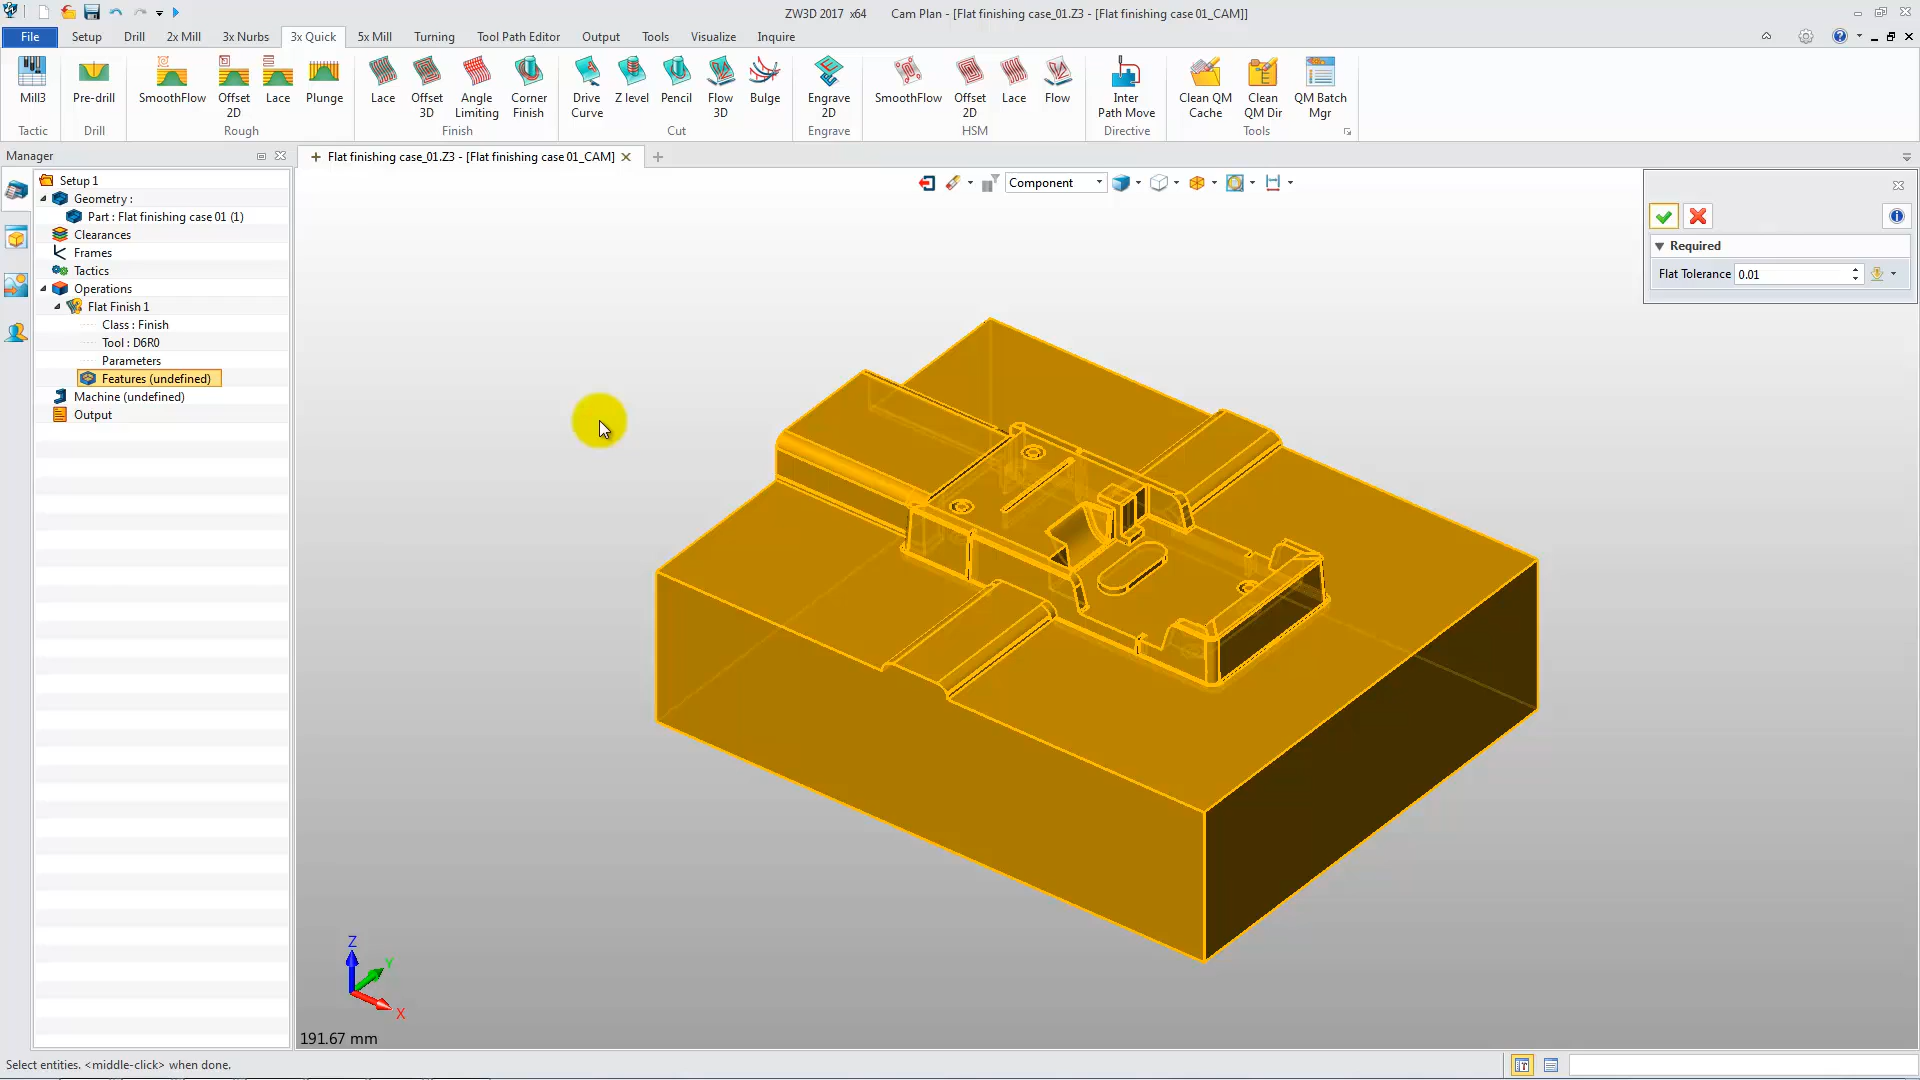 ZW3D 2017 x64 Cam Plan - [Flat finishing case_01.Z3 - [Flat finishing case 01_CAM]]
File Setup Drill 2x Mill 3x Nurbs 3x Quick 5x Mill Turning Tool Path Editor Output Tools Visualize Inquire
Mill3
Tactic
Pre-drill
Drill
SmoothFlow
Offset 2D
Lace
Plunge
Rough
Lace
Offset 3D
Angle Limiting
Corner Finish
Finish
Drive Curve
Z level
Pencil
Flow 3D
Bulge
Cut
Engrave 2D
Engrave
SmoothFlow
Offset 2D
Lace
Flow
HSM
Inter Path Move
Directive
Clean QM Cache
Clean QM Dir
QM Batch Mgr
Tools
Manager
Flat finishing case_01.Z3 - [Flat finishing case 01_CAM]
Setup 1
Geometry :
Part : Flat finishing case 01 (1)
Clearances
Frames
Tactics
Operations
Flat Finish 1
Class : Finish
Tool : D6R0
Parameters
Features (undefined)
Machine (undefined)
Output
Component
Required
Flat Tolerance 0.01
Z
Y
X
191.67 mm
Select entities. <middle-click> when done.